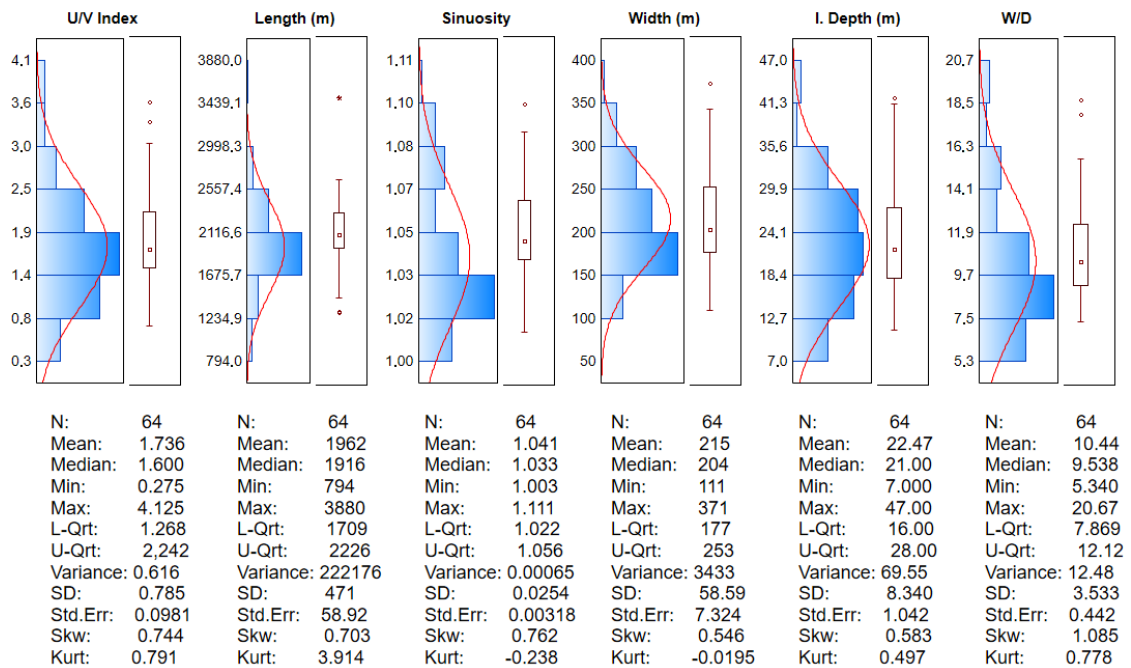 U/V Index Length (m) Sinuosity Width (m) I. Depth (m) W/D
4.1 3880.0 1.11 400 47.0 20.7
3.6 3439.1 1.10 350 41.3 18.5
3.0 2998.3 1.08 300 35.6 16.3
2.5 2557.4 1.07 250 29.9 14.1
1.9 2116.6 1.05 200 24.1 11.9
1.4 1675.7 1.03 150 18.4 9.7
0.8 1234.9 1.02 100 12.7 7.5
0.3 794.0 1.00 50 7.0 5.3
N: 64 N: 64 N: 64 N: 64 N: 64 N: 64
Mean: 1.736 Mean: 1962 Mean: 1.041 Mean: 215 Mean: 22.47 Mean: 10.44
Median: 1.600 Median: 1916 Median: 1.033 Median: 204 Median: 21.00 Median: 9.538
Min: 0.275 Min: 794 Min: 1.003 Min: 111 Min: 7.000 Min: 5.340
Max: 4.125 Max: 3880 Max: 1.111 Max: 371 Max: 47.00 Max: 20.67
L-Qrt: 1.268 L-Qrt: 1709 L-Qrt: 1.022 L-Qrt: 177 L-Qrt: 16.00 L-Qrt: 7.869
U-Qrt: 2,242 U-Qrt: 2226 U-Qrt: 1.056 U-Qrt: 253 U-Qrt: 28.00 U-Qrt: 12.12
Variance: 0.616 Variance: 222176 Variance: 0.00065 Variance: 3433 Variance: 69.55 Variance: 12.48
SD: 0.785 SD: 471 SD: 0.0254 SD: 58.59 SD: 8.340 SD: 3.533
Std.Err: 0.0981 Std.Err: 58.92 Std.Err: 0.00318 Std.Err: 7.324 Std.Err: 1.042 Std.Err: 0.442
Skw: 0.744 Skw: 0.703 Skw: 0.762 Skw: 0.546 Skw: 0.583 Skw: 1.085
Kurt: 0.791 Kurt: 3.914 Kurt: -0.238 Kurt: -0.0195 Kurt: 0.497 Kurt: 0.778